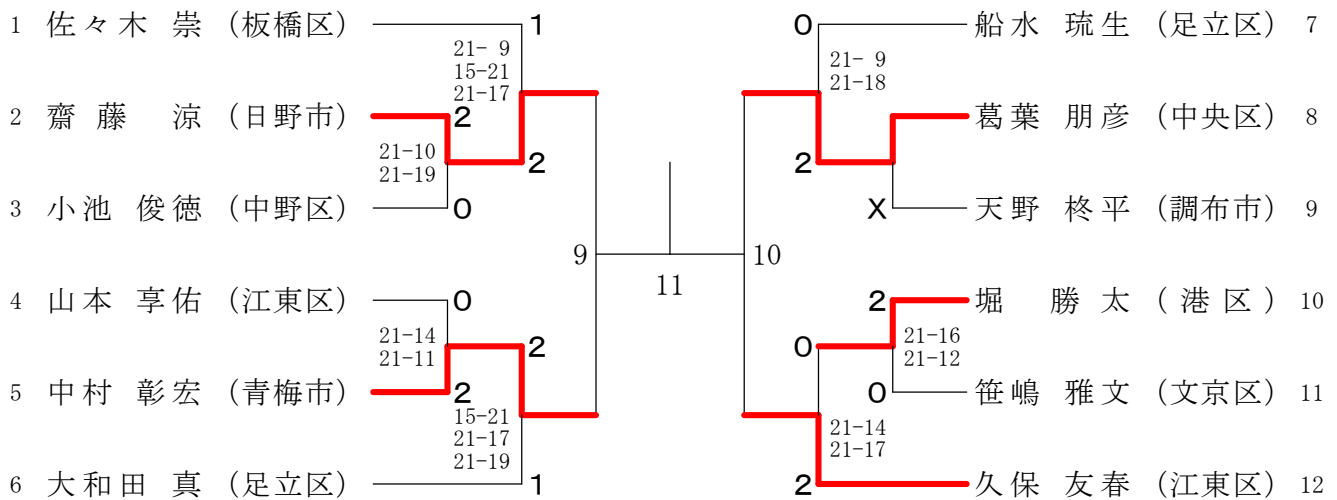 1 佐々木 崇 (板橋区) 1
21- 9
15-21
21-17
2 齋藤 涼 (日野市) 2
21-10
21-19
2
3 小池 俊徳 (中野区) 0
9
4 山本 享佑 (江東区) 0
21-14
21-11
2
5 中村 彰宏 (青梅市) 2
15-21
21-17
21-19
6 大和田 真 (足立区) 1
11
0 船水 琉生 (足立区) 7
21- 9
21-18
葛葉 朋彦 (中央区) 8
2
X 天野 柊平 (調布市) 9
10
2 堀 勝太 (港区) 10
0
21-16
21-12
0 笹嶋 雅文 (文京区) 11
21-14
21-17
2 久保 友春 (江東区) 12